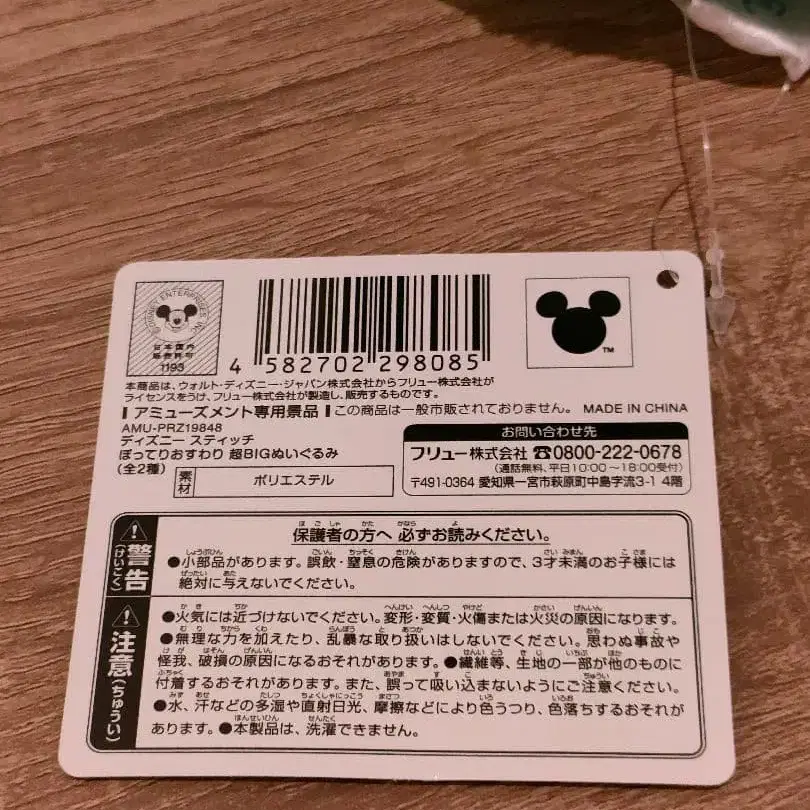 DISNEY ENTERPRISES, INC.
日本国内
販売許可
1193
4 582702 298085
TM
本商品は、ウォルト・ディズニー・ジャパン株式会社からフリュー株式会社が
ライセンスをうけ、フリュー株式会社が製造し、販売するものです。
アミューズメント専用景品 この商品は一般市販されておりません。 MADE IN CHINA
AMU-PRZ19848
ディズニー スティッチ
ぽってりおすわり 超BIGぬいぐるみ
(全2種)
素材 ポリエステル
お問い合わせ先
フリュー株式会社 ☎0800-222-0678
(通話無料、平日10:00〜18:00受付)
〒491-0364 愛知県一宮市萩原町中島字流3-1 4階
警告(けいこく)
保護者の方へ 必ずお読みください。
●小部品があります。誤飲・窒息の危険がありますので、3才未満のお子様には
絶対に与えないでください。
注意(ちゅうい)
●火気には近づけないでください。変形・変質・火傷または火災の原因になります。
●無理な力を加えたり、乱暴な取り扱いはしないでください。思わぬ事故や
怪我、破損の原因になるおそれがあります。●繊維等、生地の一部が他のものに
付着するおそれがあります。また、誤って吸い込まないようにご注意ください。
●水、汗などの多湿や直射日光、摩擦などにより色うつり、色落ちするおそれが
あります。●本製品は、洗濯できません。